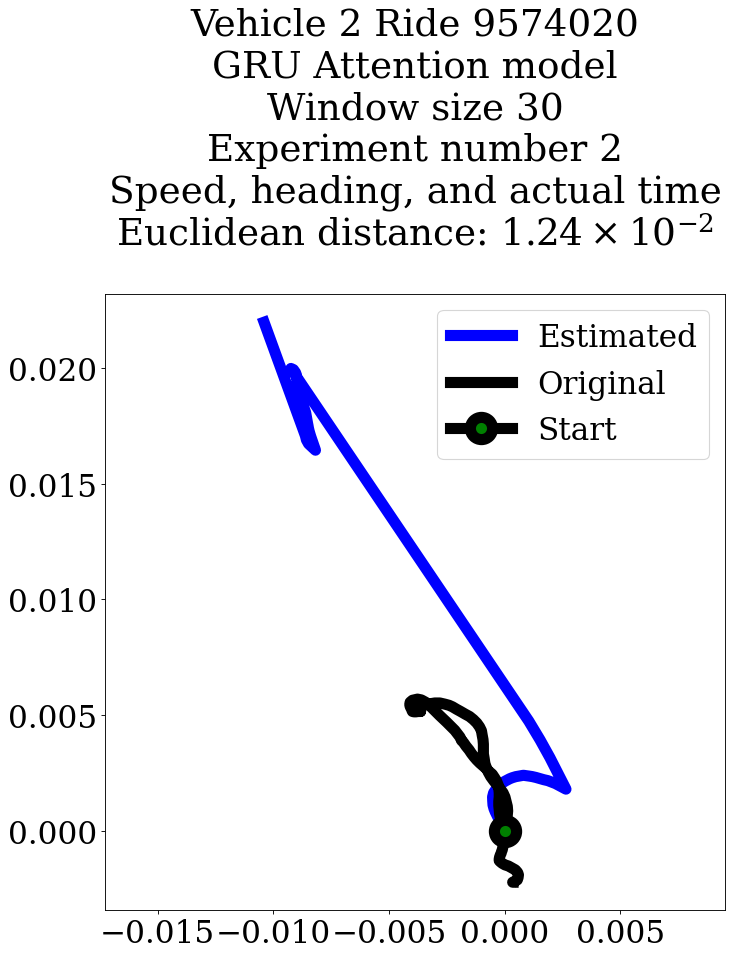 Vehicle 2 Ride 9574020
GRU Attention model
Window size 30
Experiment number 2
Speed, heading, and actual time
Euclidean distance: 1.24 × 10⁻²
Estimated
Original
Start
0.020
0.015
0.010
0.005
0.000
−0.015 −0.010 −0.005 0.000 0.005